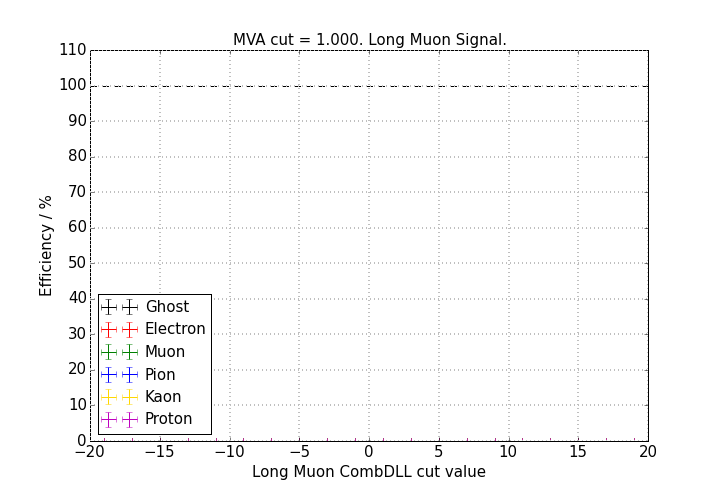 MVA cut = 1.000. Long Muon Signal.
110
100
90
80
70
60
50
40
30
20
10
0
Efficiency / %
Ghost
Electron
Muon
Pion
Kaon
Proton
−20 −15 −10 −5 0 5 10 15 20
Long Muon CombDLL cut value